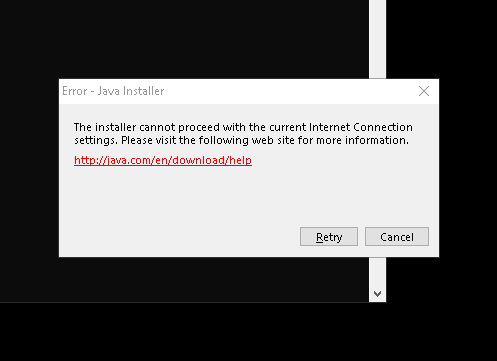 Error - Java Installer
The installer cannot proceed with the current Internet Connection
settings. Please visit the following web site for more information.
http://java.com/en/download/help
Retry
Cancel